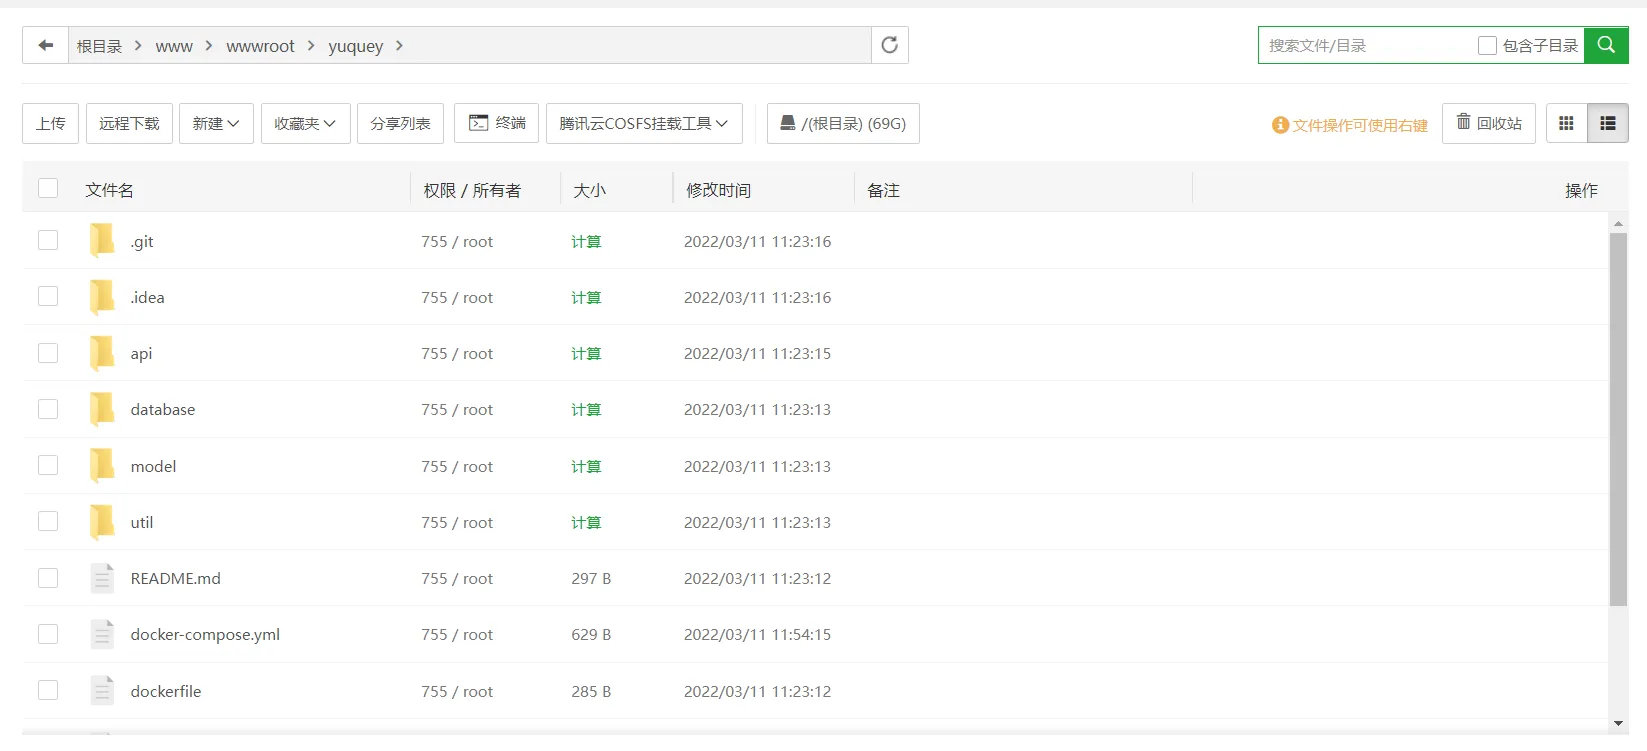 根目录 > www > wwwroot > yuquey >
搜索文件/目录 包含子目录
上传 远程下载 新建 收藏夹 分享列表 终端 腾讯云COSFS挂载工具 /(根目录) (69G) 文件操作可使用右键 回收站
文件名 权限 / 所有者 大小 修改时间 备注 操作
.git 755 / root 计算 2022/03/11 11:23:16
.idea 755 / root 计算 2022/03/11 11:23:16
api 755 / root 计算 2022/03/11 11:23:15
database 755 / root 计算 2022/03/11 11:23:13
model 755 / root 计算 2022/03/11 11:23:13
util 755 / root 计算 2022/03/11 11:23:13
README.md 755 / root 297 B 2022/03/11 11:23:12
docker-compose.yml 755 / root 629 B 2022/03/11 11:54:15
dockerfile 755 / root 285 B 2022/03/11 11:23:12